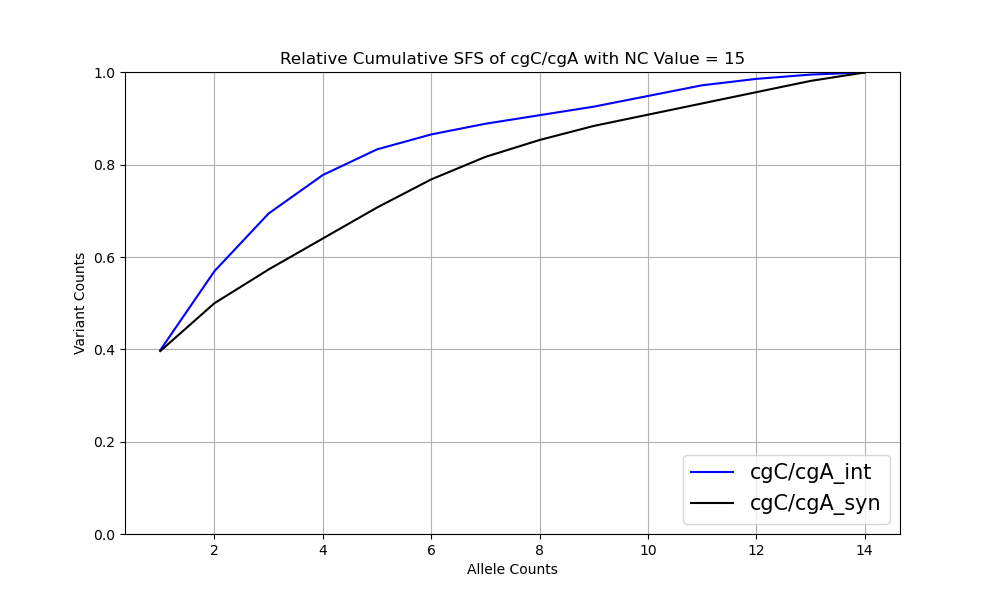 Relative Cumulative SFS of cgC/cgA with NC Value = 15
1.0
0.8
0.6
0.4
0.2
0.0
Variant Counts
2 4 6 8 10 12 14
Allele Counts
cgC/cgA_int
cgC/cgA_syn